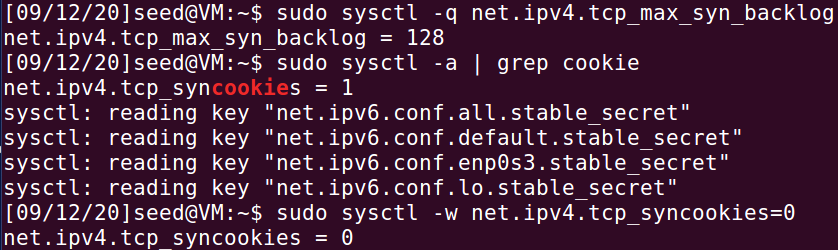 [09/12/20]seed@VM:~$ sudo sysctl -q net.ipv4.tcp_max_syn_backlog
net.ipv4.tcp_max_syn_backlog = 128
[09/12/20]seed@VM:~$ sudo sysctl -a | grep cookie
net.ipv4.tcp_syncookies = 1
sysctl: reading key "net.ipv6.conf.all.stable_secret"
sysctl: reading key "net.ipv6.conf.default.stable_secret"
sysctl: reading key "net.ipv6.conf.enp0s3.stable_secret"
sysctl: reading key "net.ipv6.conf.lo.stable_secret"
[09/12/20]seed@VM:~$ sudo sysctl -w net.ipv4.tcp_syncookies=0
net.ipv4.tcp_syncookies = 0